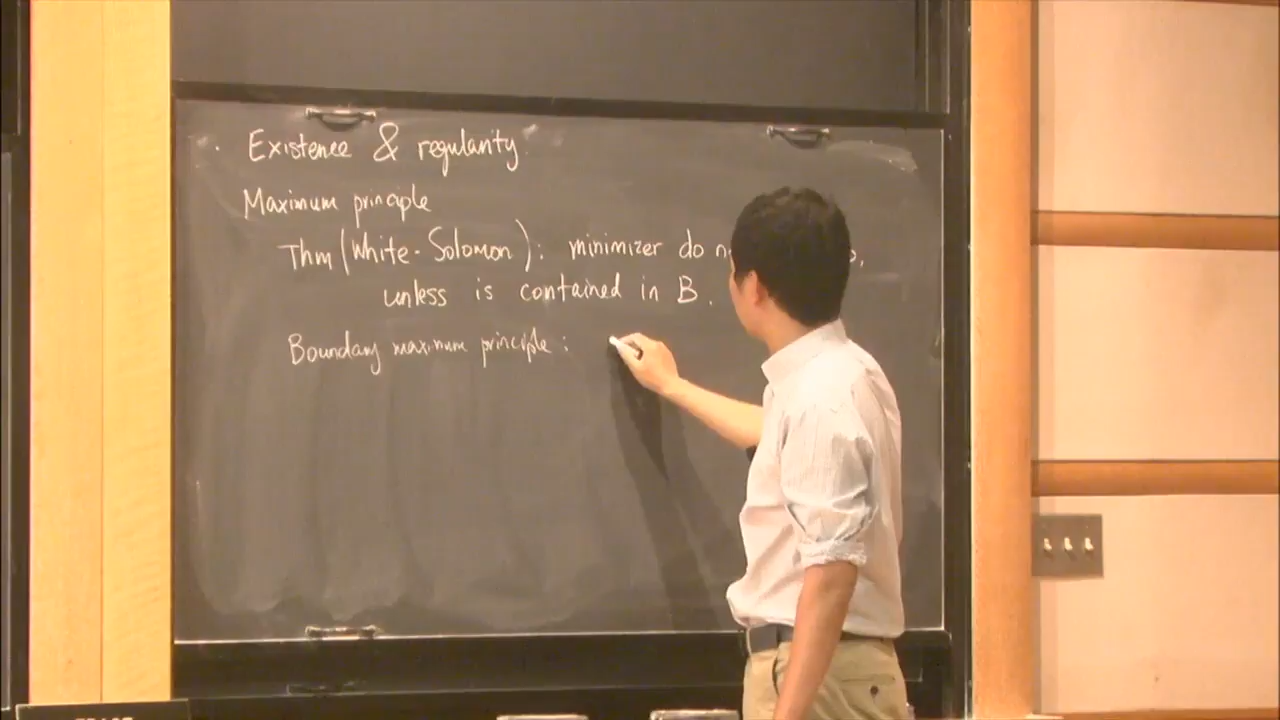 · Existence & regularity
Maximum principle
Thm (White-Solomon): minimizer do
unless is contained in B.
Boundary maximum principle: